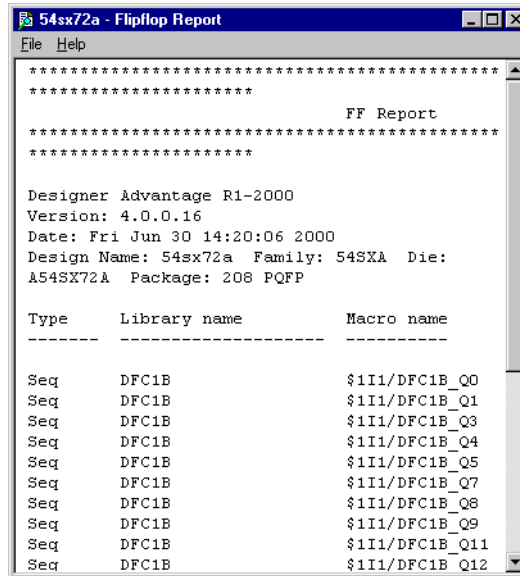 54sx72a - Flipflop Report
File Help
**********************************************
**********************
FF Report
**********************************************
**********************
Designer Advantage R1-2000
Version: 4.0.0.16
Date: Fri Jun 30 14:20:06 2000
Design Name: 54sx72a Family: 54SXA Die:
A54SX72A Package: 208 PQFP
Type Library name Macro name
------- -------------------- ----------
Seq DFC1B $1I1/DFC1B_Q0
Seq DFC1B $1I1/DFC1B_Q1
Seq DFC1B $1I1/DFC1B_Q3
Seq DFC1B $1I1/DFC1B_Q4
Seq DFC1B $1I1/DFC1B_Q5
Seq DFC1B $1I1/DFC1B_Q7
Seq DFC1B $1I1/DFC1B_Q8
Seq DFC1B $1I1/DFC1B_Q9
Seq DFC1B $1I1/DFC1B_Q11
Seq DFC1B $1I1/DFC1B_Q12